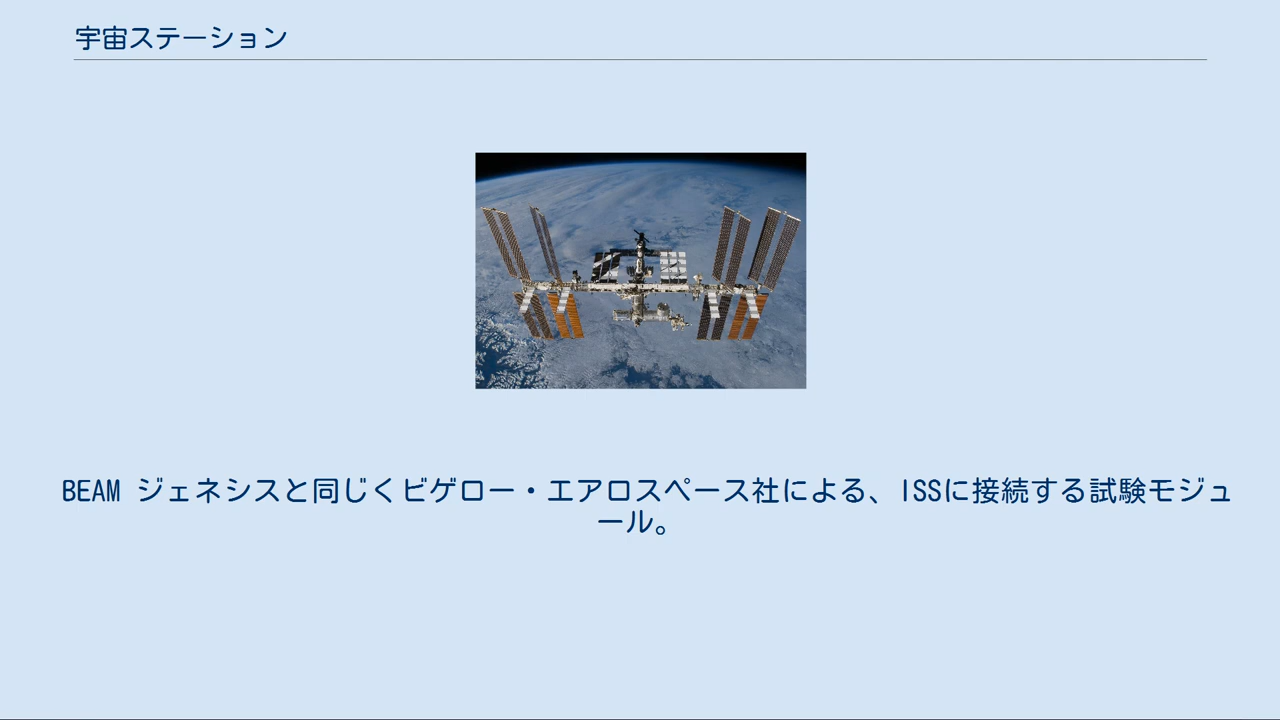 宇宙ステーション
BEAM ジェネシスと同じくビゲロー・エアロスペース社による、ISSに接続する試験モジュ
ール。